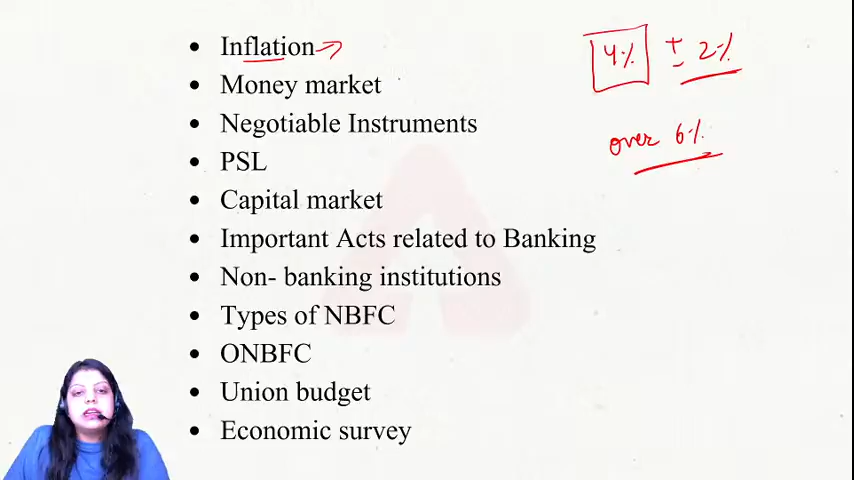 • Inflation
4% ± 2%
• Money market
• Negotiable Instruments
over 6%
• PSL
• Capital market
• Important Acts related to Banking
• Non- banking institutions
• Types of NBFC
• ONBFC
• Union budget
• Economic survey